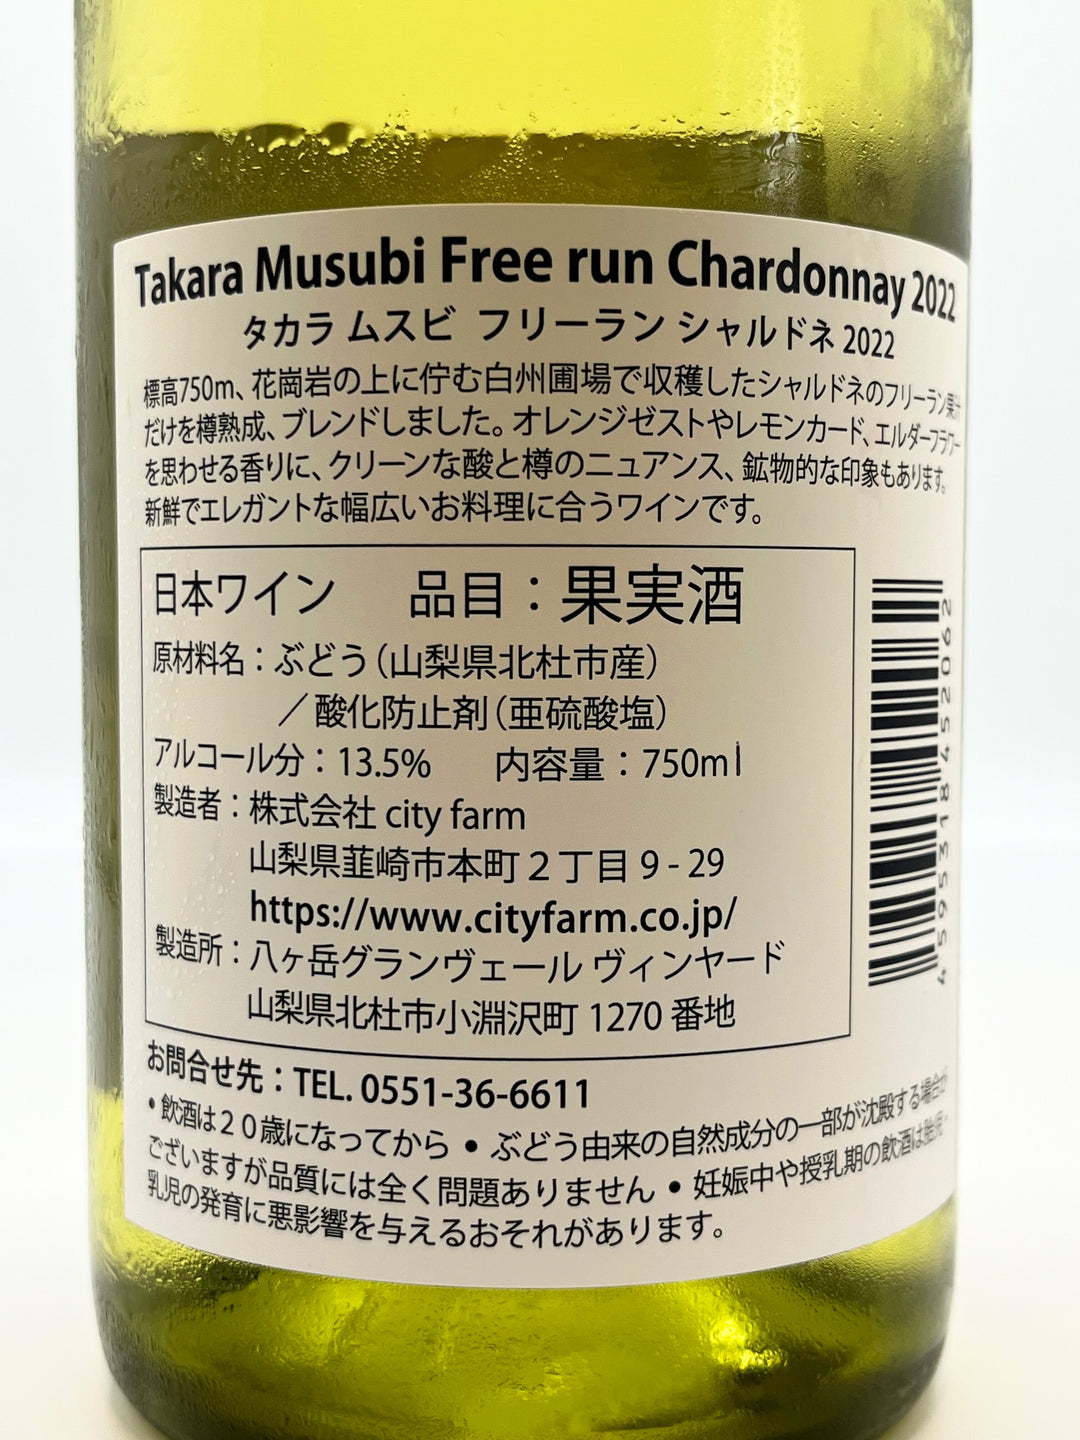 Takara Musubi Free run Chardonnay 2022
タカラ ムスビ フリーラン シャルドネ 2022
標高750m、花崗岩の上に佇む白州圃場で収穫したシャルドネのフリーラン果汁
だけを樽熟成、ブレンドしました。オレンジゼストやレモンカード、エルダーフラワー
を思わせる香りに、クリーンな酸と樽のニュアンス、鉱物的な印象もあります。
新鮮でエレガントな幅広いお料理に合うワインです。
日本ワイン 品目：果実酒
原材料名：ぶどう（山梨県北杜市産）
／酸化防止剤（亜硫酸塩）
アルコール分：13.5% 内容量：750ml
製造者：株式会社 city farm
山梨県韮崎市本町２丁目 9 - 29
https://www.cityfarm.co.jp/
製造所：八ヶ岳グランヴェール ヴィンヤード
山梨県北杜市小淵沢町 1270 番地
4 595318 452062
お問合せ先：TEL. 0551-36-6611
・飲酒は２０歳になってから ● ぶどう由来の自然成分の一部が沈殿する場合が
ございますが品質には全く問題ありません ● 妊娠中や授乳期の飲酒は胎児・
乳児の発育に悪影響を与えるおそれがあります。